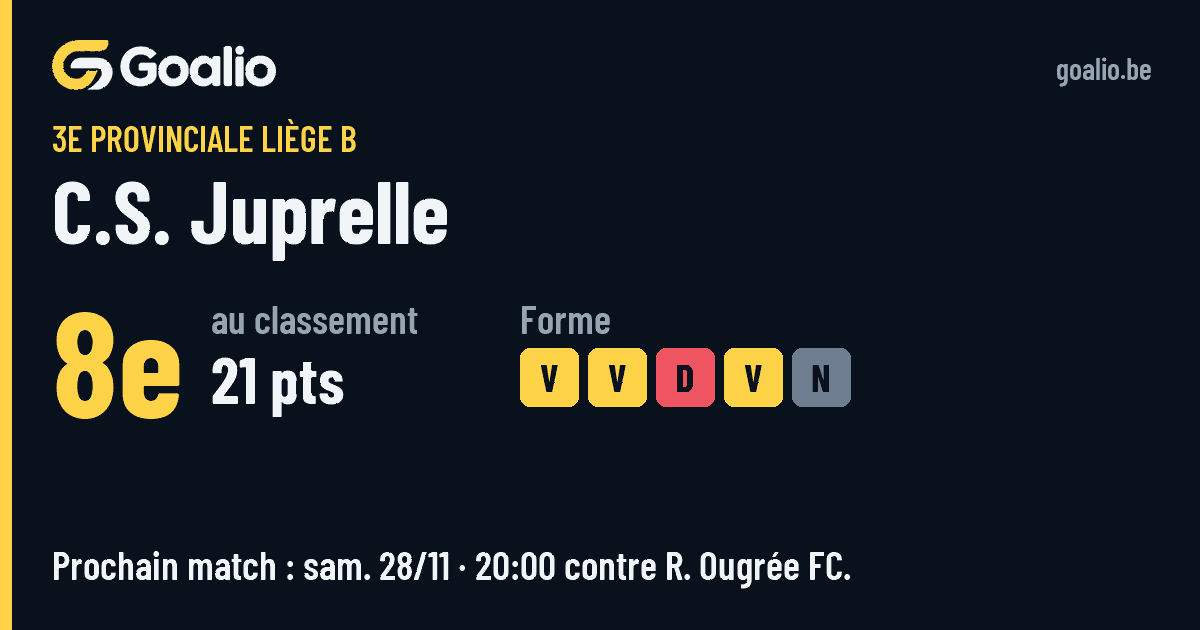 Goalio
goalio.be
3E PROVINCIALE LIÈGE B
C.S. Juprelle
8e
au classement
21 pts
Forme
V V D V N
Prochain match : sam. 28/11 · 20:00 contre R. Ougrée FC.